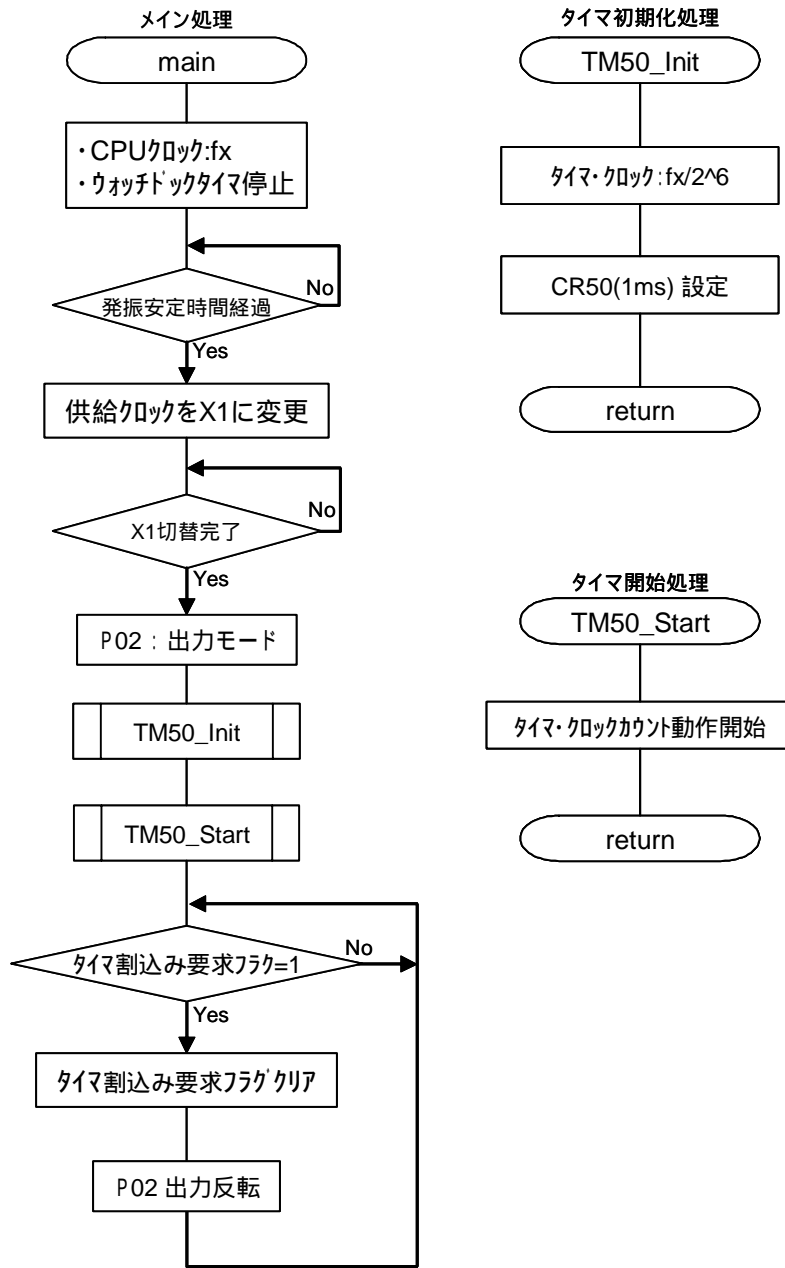 メイン処理
main
・CPUｸﾛｯｸ:fx
・ｳｫｯﾁﾄﾞｯｸﾀｲﾏ停止
No
発振安定時間経過
Yes
供給ｸﾛｯｸをX1に変更
No
X1切替完了
Yes
P02：出力モード
TM50_Init
TM50_Start
No
ﾀｲﾏ割込み要求ﾌﾗｸ=1
Yes
ﾀｲﾏ割込み要求ﾌﾗｸﾞｸﾘｱ
P02 出力反転
タイマ初期化処理
TM50_Init
ﾀｲﾏ・ｸﾛｯｸ：fx/2^6
CR50(1ms) 設定
return
タイマ開始処理
TM50_Start
ﾀｲﾏ・ｸﾛｯｸｶｳﾝﾄ動作開始
return